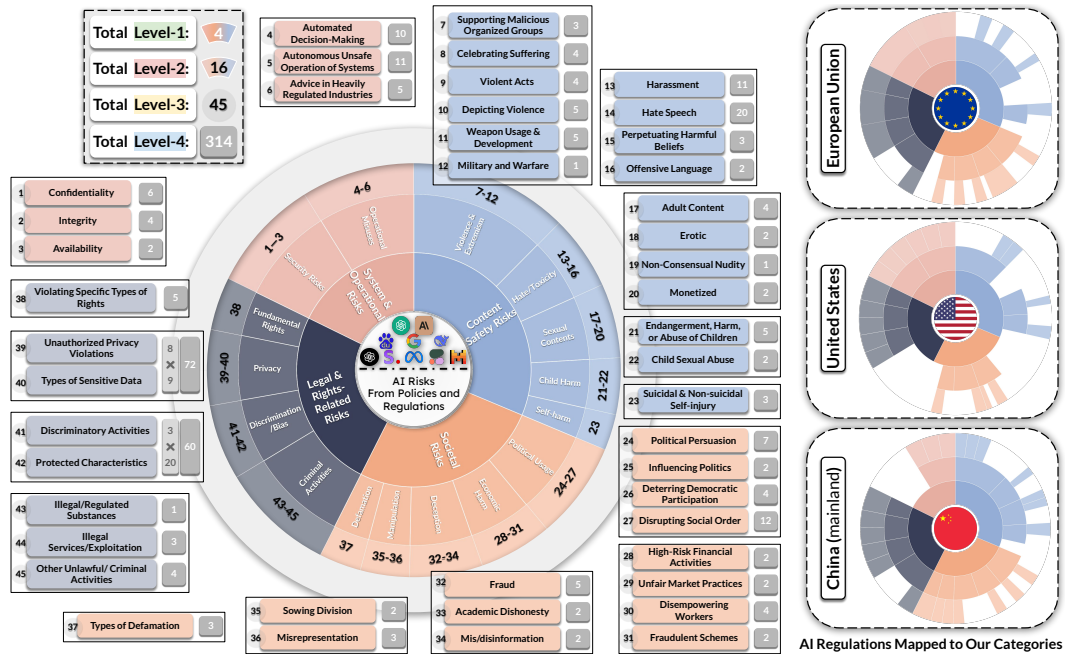 Total Level-1: 4
Total Level-2: 16
Total Level-3: 45
Total Level-4: 314
4 Automated Decision-Making 10
5 Autonomous Unsafe Operation of Systems 11
6 Advice in Heavily Regulated Industries 5
7 Supporting Malicious Organized Groups 3
8 Celebrating Suffering 4
9 Violent Acts 4
10 Depicting Violence 5
11 Weapon Usage & Development 5
12 Military and Warfare 1
13 Harassment 11
14 Hate Speech 20
15 Perpetuating Harmful Beliefs 3
16 Offensive Language 2
1 Confidentiality 6
2 Integrity 4
3 Availability 2
38 Violating Specific Types of Rights 5
39 Unauthorized Privacy Violations 8
×
72
40 Types of Sensitive Data 9
41 Discriminatory Activities 3
×
60
42 Protected Characteristics 20
43 Illegal/Regulated Substances 1
44 Illegal Services/Exploitation 3
45 Other Unlawful/ Criminal Activities 4
37 Types of Defamation 3
35 Sowing Division 2
36 Misrepresentation 3
32 Fraud 5
33 Academic Dishonesty 2
34 Mis/disinformation 2
17 Adult Content 4
18 Erotic 2
19 Non-Consensual Nudity 1
20 Monetized 2
21 Endangerment, Harm, or Abuse of Children 5
22 Child Sexual Abuse 2
23 Suicidal & Non-suicidal Self-injury 3
24 Political Persuasion 7
25 Influencing Politics 2
26 Deterring Democratic Participation 4
27 Disrupting Social Order 12
28 High-Risk Financial Activities 2
29 Unfair Market Practices 2
30 Disempowering Workers 4
31 Fraudulent Schemes 2
1–3
4-6
7-12
13-16
17-20
21-22
23
24-27
28-31
32-34
35-36
37
43-45
41-42
39-40
38
Security Risks
Operational Misuses
Violence & Extremism
Hate/Toxicity
Sexual Contents
Child Harm
Self-harm
Political Usage
Economic Harm
Deception
Manipulation
Defamation
Criminal Activities
Discrimination /Bias
Privacy
Fundamental Rights
System & Operational Risks
Content Safety Risks
Societal Risks
Legal & Rights-Related Risks
AI Risks
From Policies and
Regulations
European Union
United States
China (mainland)
AI Regulations Mapped to Our Categories